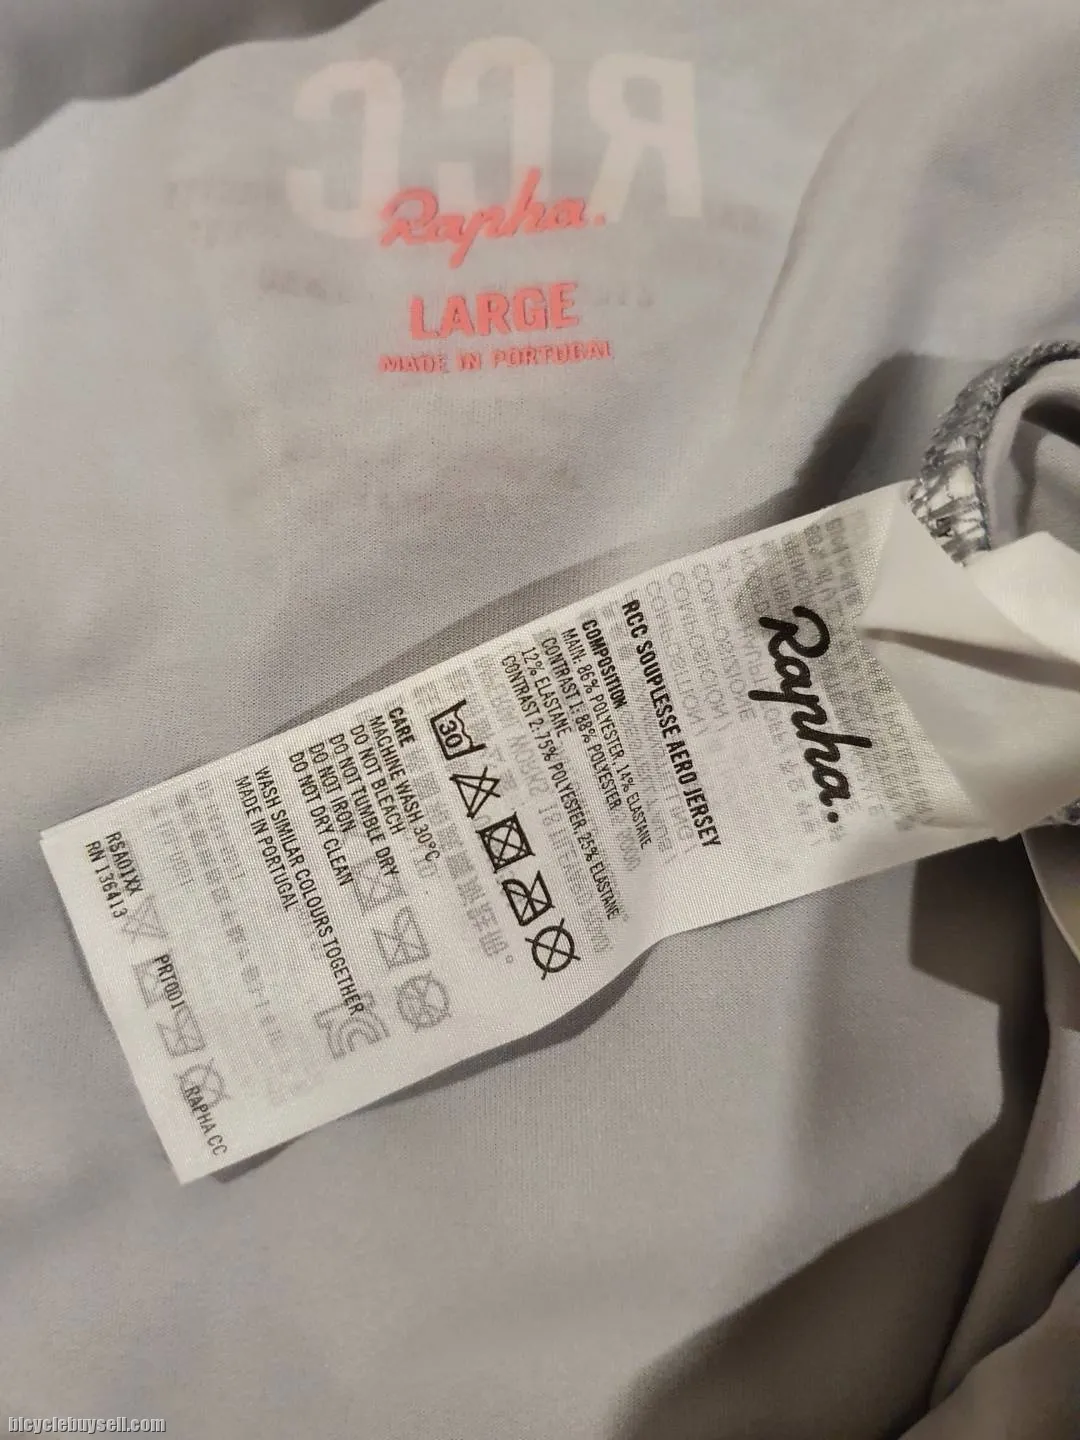 RCC
Rapha.
LARGE
MADE IN PORTUGAL
Rapha.
RCC SOUPLESSE AERO JERSEY
COMPOSITION
MAIN: 86% POLYESTER, 14% ELASTANE
CONTRAST 1: 88% POLYESTER,
12% ELASTANE
CONTRAST 2: 75% POLYESTER, 25% ELASTANE
30
CARE
MACHINE WASH 30°C
DO NOT BLEACH
DO NOT TUMBLE DRY
DO NOT IRON
DO NOT DRY CLEAN
WASH SIMILAR COLOURS TOGETHER
MADE IN PORTUGAL
RSA01XX PRT001 RAPHA.CC
RN 136413
bicyclebuysell.com